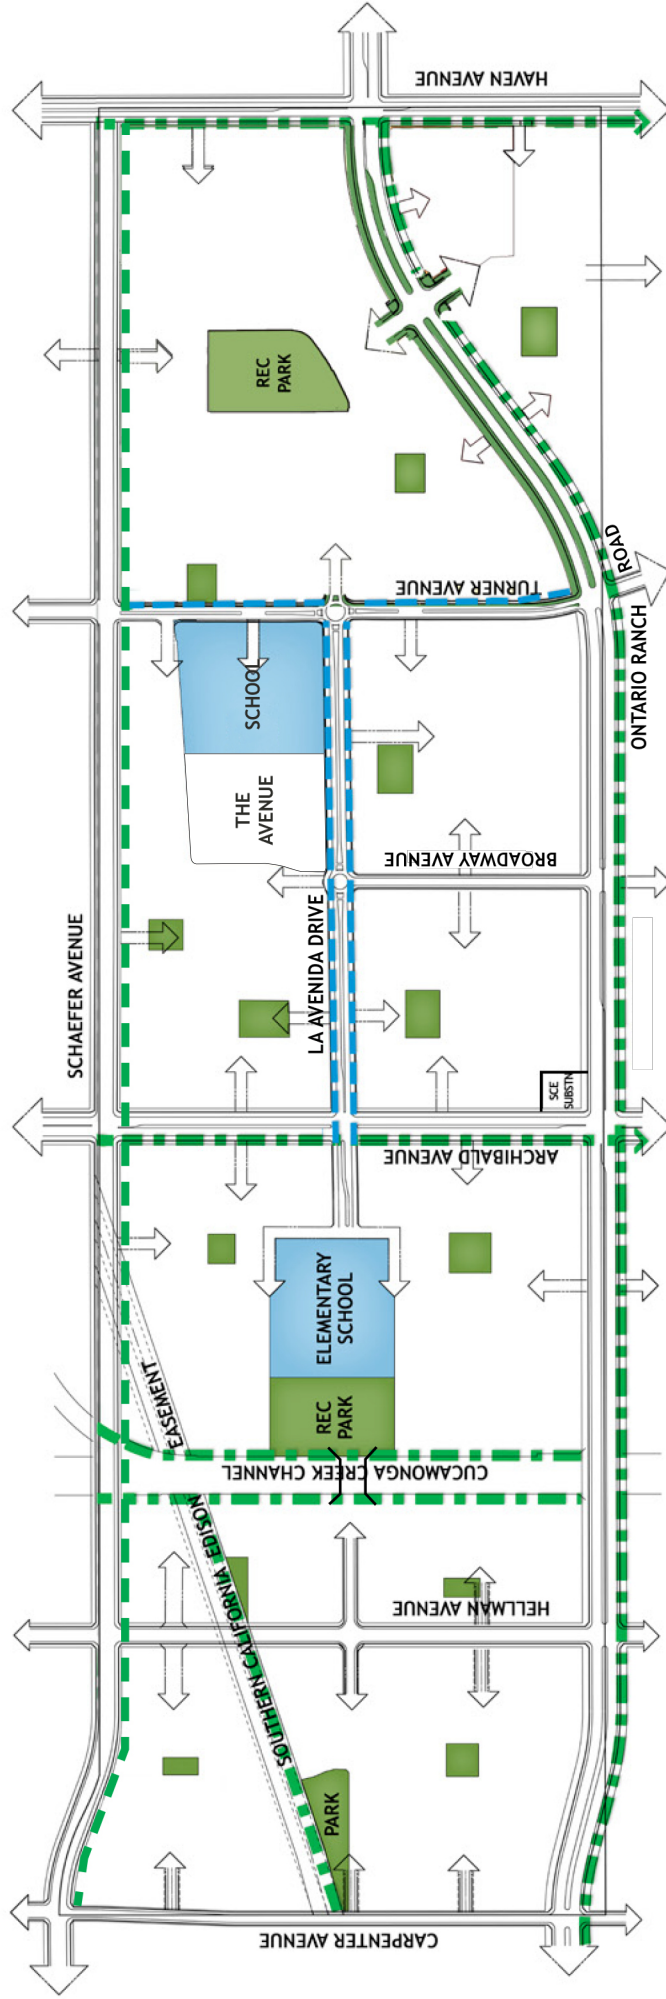 HAVEN AVENUE
REC
PARK
TURNER AVENUE
ONTARIO RANCH
ROAD
SCHOOL
THE
AVENUE
BROADWAY AVENUE
SCHAEFER AVENUE
LA AVENIDA DRIVE
SCE
SUBSTN
ARCHIBALD AVENUE
ELEMENTARY
SCHOOL
REC
PARK
EASEMENT
CUCAMONGA CREEK CHANNEL
SOUTHERN CALIFORNIA EDISON
HELLMAN AVENUE
PARK
CARPENTER AVENUE